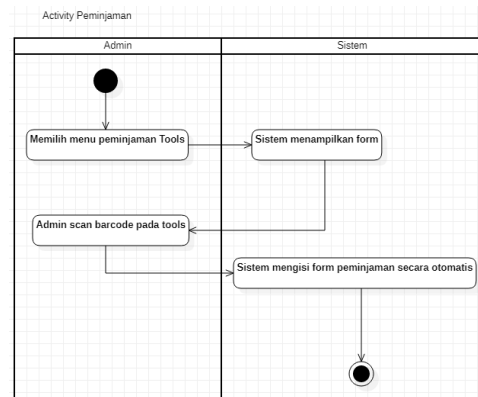 Activity Peminjaman
Admin
Sistem
Memilih menu peminjaman Tools
Sistem menampilkan form
Admin scan barcode pada tools
Sistem mengisi form peminjaman secara otomatis